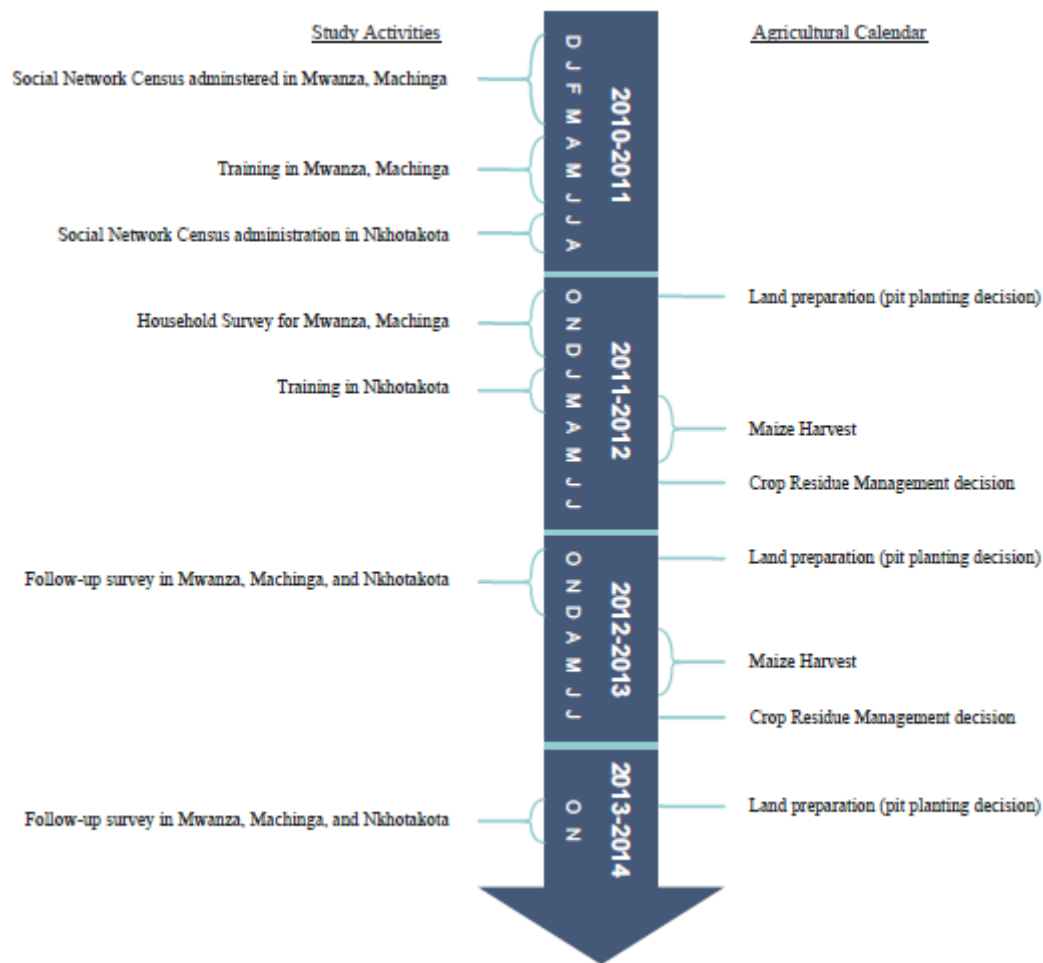 Study Activities
Agricultural Calendar
Social Network Census adminstered in Mwanza, Machinga
Training in Mwanza, Machinga
Social Network Census administration in Nkhotakota
D J F M A M J J A
2010-2011
Household Survey for Mwanza, Machinga
Training in Nkhotakota
O N D J M A M J J
2011-2012
Land preparation (pit planting decision)
Maize Harvest
Crop Residue Management decision
Follow-up survey in Mwanza, Machinga, and Nkhotakota
O N D A M J J
2012-2013
Land preparation (pit planting decision)
Maize Harvest
Crop Residue Management decision
Follow-up survey in Mwanza, Machinga, and Nkhotakota
O N
2013-2014
Land preparation (pit planting decision)